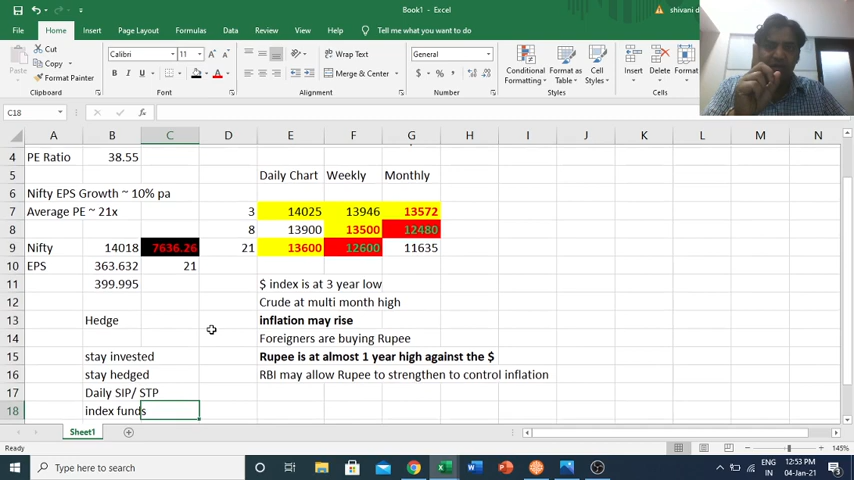 Book1 - Excel
shivani d
File Home Insert Page Layout Formulas Data Review View Help Tell me what you want to do
Cut
Copy
Format Painter
Paste
Clipboard
Calibri 11
B I U
Font
Wrap Text
Merge & Center
Alignment
General
$ % ,
Number
Conditional Formatting
Format as Table
Cell Styles
Styles
Insert Delete Format
Cells
C18
fx
A B C D E F G H I J K L M N
4 PE Ratio 38.55
5 Daily Chart Weekly Monthly
6 Nifty EPS Growth ~ 10% pa
7 Average PE ~ 21x 3 14025 13946 13572
8 8 13900 13500 12480
9 Nifty 14018 7636.26 21 13600 12600 11635
10 EPS 363.632 21
11 399.995 $ index is at 3 year low
12 Crude at multi month high
13 Hedge inflation may rise
14 Foreigners are buying Rupee
15 stay invested Rupee is at almost 1 year high against the $
16 stay hedged RBI may allow Rupee to strengthen to control inflation
17 Daily SIP/ STP
18 index funds
Sheet1
Ready
145%
Type here to search
ENG
IN
12:53 PM
04-Jan-21
3